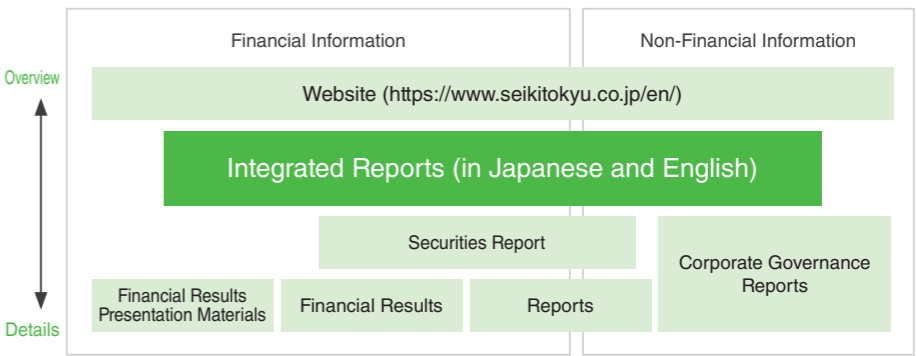 Financial Information
Non-Financial Information
Overview
Website (https://www.seikitokyu.co.jp/en/)
Integrated Reports (in Japanese and English)
Securities Report
Corporate Governance
Reports
Financial Results
Presentation Materials
Financial Results
Reports
Details